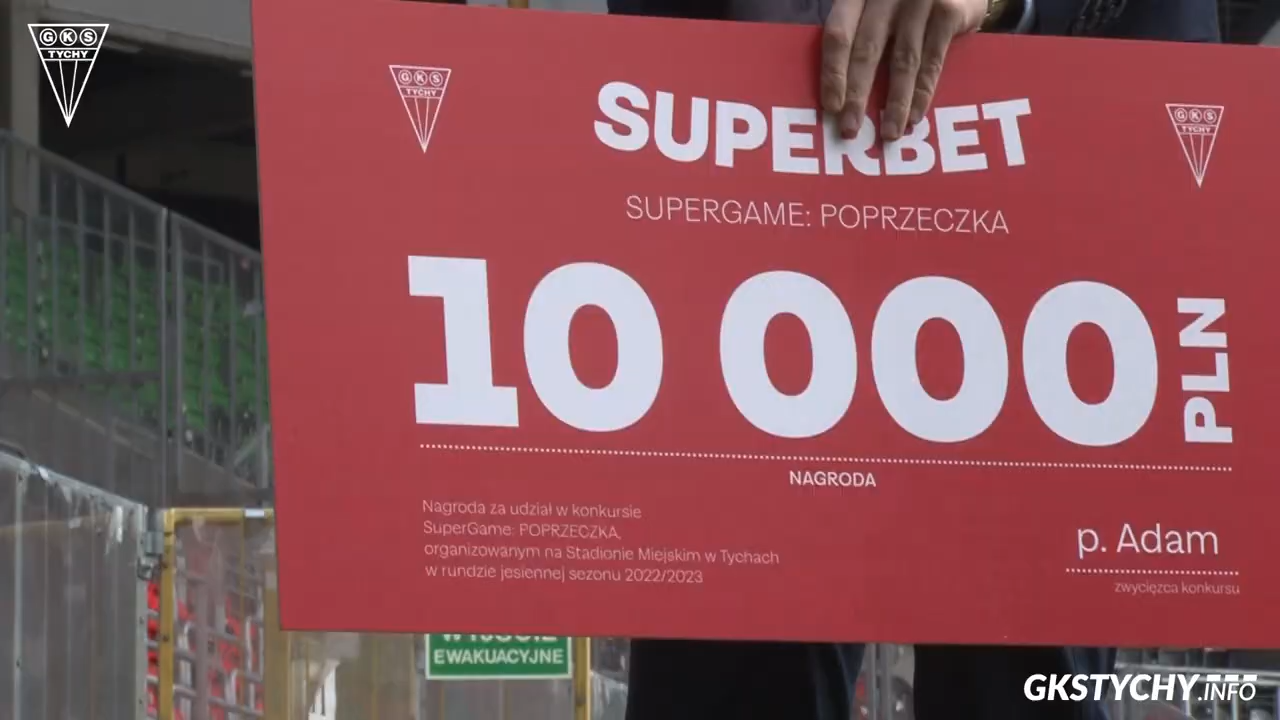 GKS
TYCHY
GKS
TYCHY
SUPERBET
GKS
TYCHY
SUPERGAME: POPRZECZKA
10 000 PLN
NAGRODA
Nagroda za udział w konkursie
SuperGame: POPRZECZKA,
organizowanym na Stadionie Miejskim w Tychach
w rundzie jesiennej sezonu 2022/2023
p. Adam
zwycięzca konkursu
EWAKUACYJNE
GKSTYCHY.INFO